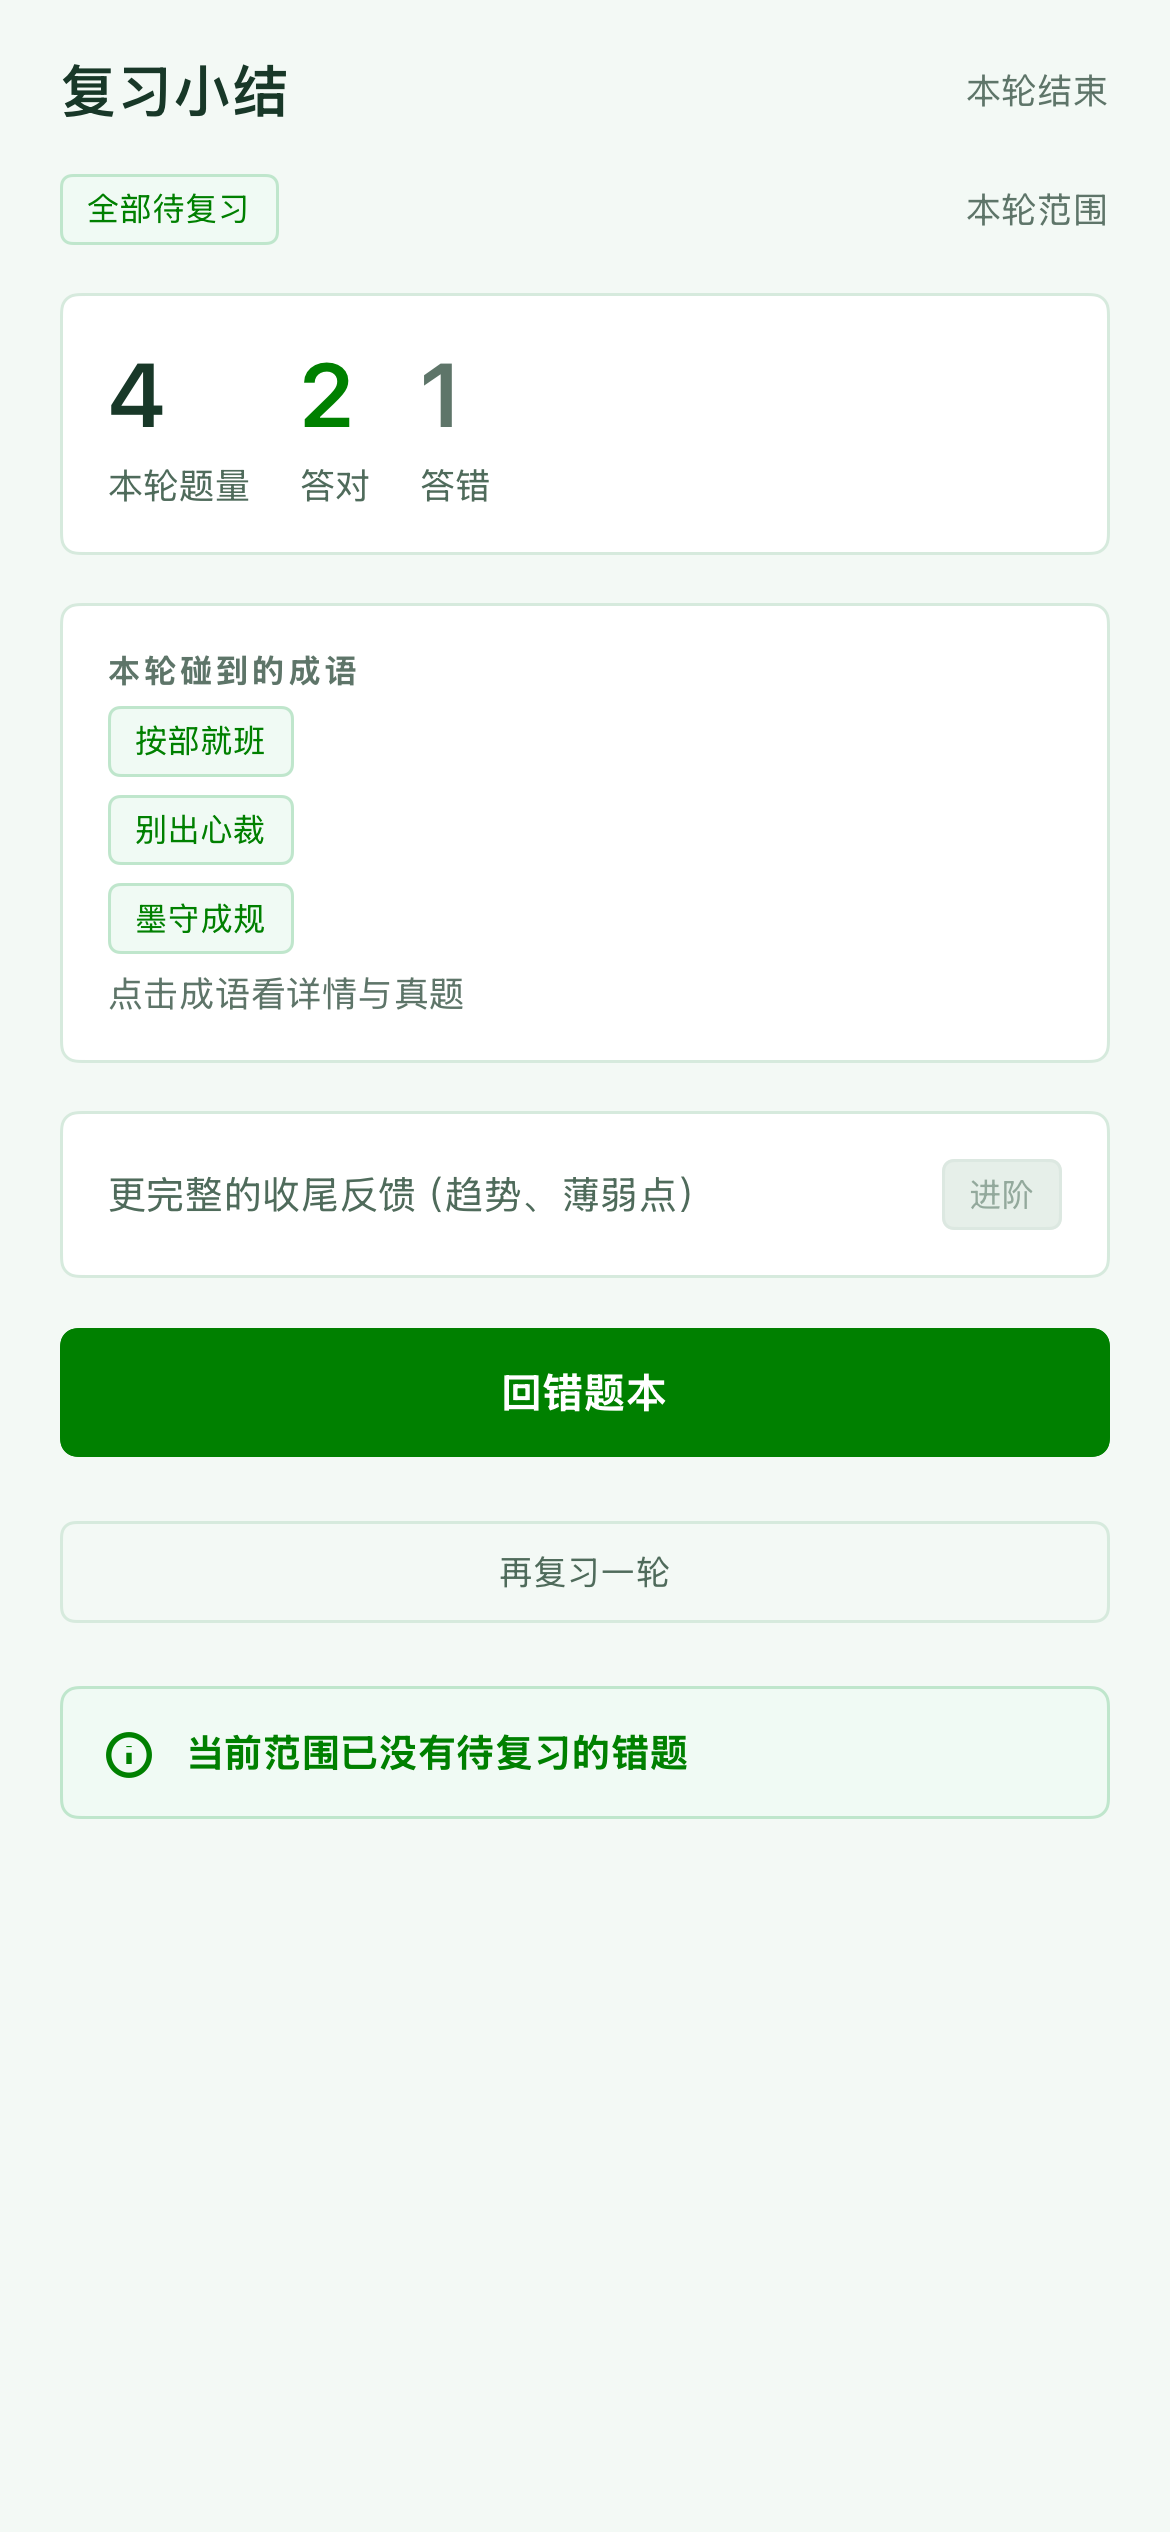 复习小结
本轮结束
全部待复习
本轮范围
4 2 1
本轮题量 答对 答错
本轮碰到的成语
按部就班
别出心裁
墨守成规
点击成语看详情与真题
更完整的收尾反馈（趋势、薄弱点）
进阶
回错题本
再复习一轮
当前范围已没有待复习的错题